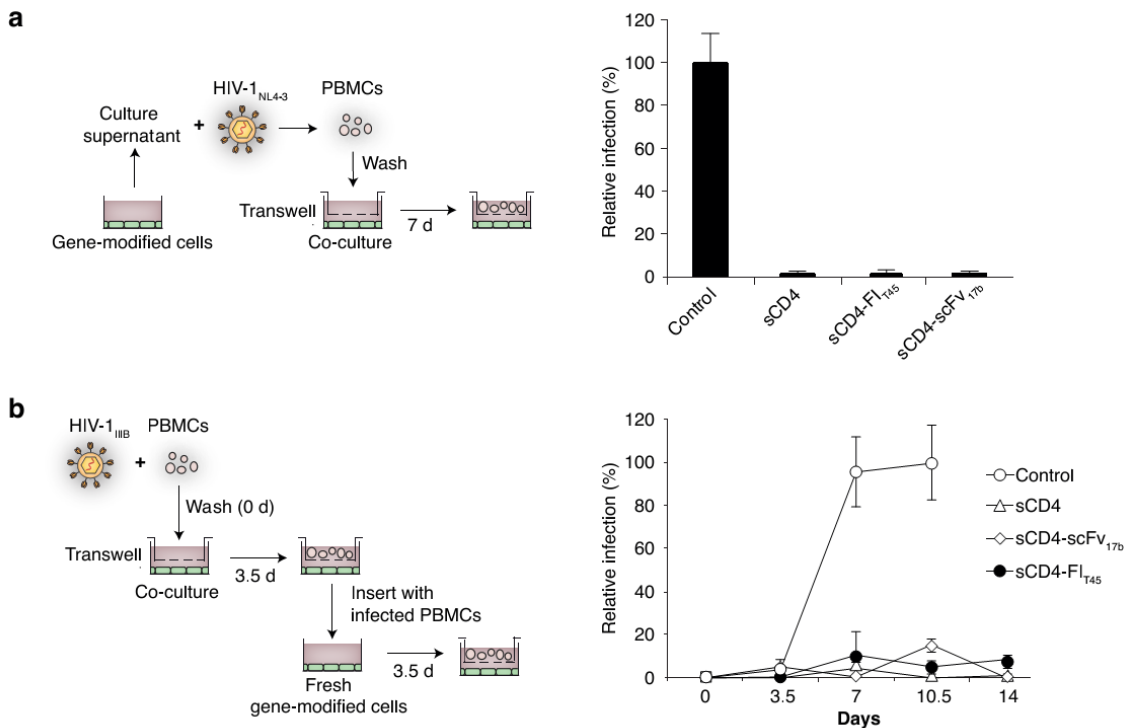 a
HIV-1NL4-3
PBMCs
Culture
supernatant
+
Wash
Transwell
7 d
Gene-modified cells
Co-culture
Relative infection (%)
120
100
80
60
40
20
0
Control
sCD4
sCD4-FIT45
sCD4-scFv17b
b
HIV-1IIIB
PBMCs
+
Wash (0 d)
Transwell
3.5 d
Co-culture
Insert with
infected PBMCs
3.5 d
Fresh
gene-modified cells
Relative infection (%)
120
100
80
60
40
20
0
0 3.5 7 10.5 14
Days
Control
sCD4
sCD4-scFv17b
sCD4-FIT45